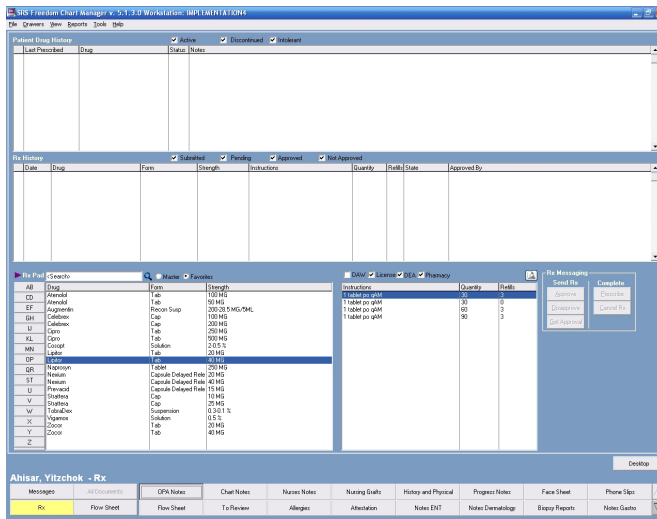 SRS Freedom Chart Manager v. 5.1.3.0 Workstation: IMPLEMENTATION4
File Drawers View Reports Tools Help
Patient Drug History Active Discontinued Intolerant
Last Prescribed Drug Status Notes
Rx History Submitted Pending Approved Not Approved
Date Drug Form Strength Instructions Quantity Refills State Approved By
Rx Pad <Search> Master Favorites DAW License DEA Pharmacy
Rx Messaging
Send Rx Complete
Approve Prescribe
Disapprove Cancel Rx
Get Approval
AB
CD
EF
GH
IJ
KL
MN
OP
QR
ST
U
V
W
X
Y
Z
Drug Form Strength
Atenolol Tab 100 MG
Atenolol Tab 50 MG
Augmentin Recon Susp 200-28.5 MG/5ML
Celebrex Cap 100 MG
Celebrex Cap 200 MG
Cipro Tab 250 MG
Cipro Tab 500 MG
Cosopt Solution 2-0.5 %
Lipitor Tab 20 MG
Lipitor Tab 40 MG
Naprosyn Tablet 250 MG
Nexium Capsule Delayed Rele 20 MG
Nexium Capsule Delayed Rele 40 MG
Prevacid Capsule Delayed Rele 15 MG
Strattera Cap 10 MG
Strattera Cap 25 MG
TobraDex Suspension 0.3-0.1 %
Vigamox Solution 0.5 %
Zocor Tab 20 MG
Zocor Tab 40 MG
Instructions Quantity Refills
1 tablet po qAM 30 3
1 tablet po qAM 30 0
1 tablet po qAM 60 3
1 tablet po qAM 90 3
Desktop
Ahisar, Yitzchok - Rx
Messages All Documents OPA Notes Chart Notes Nurses Notes Nursing Grafts History and Physical Progress Notes Face Sheet Phone Slips
Rx Flow Sheet Flow Sheet To Review Allergies Attestation Notes ENT Notes Dermatology Biopsy Reports Notes Gastro